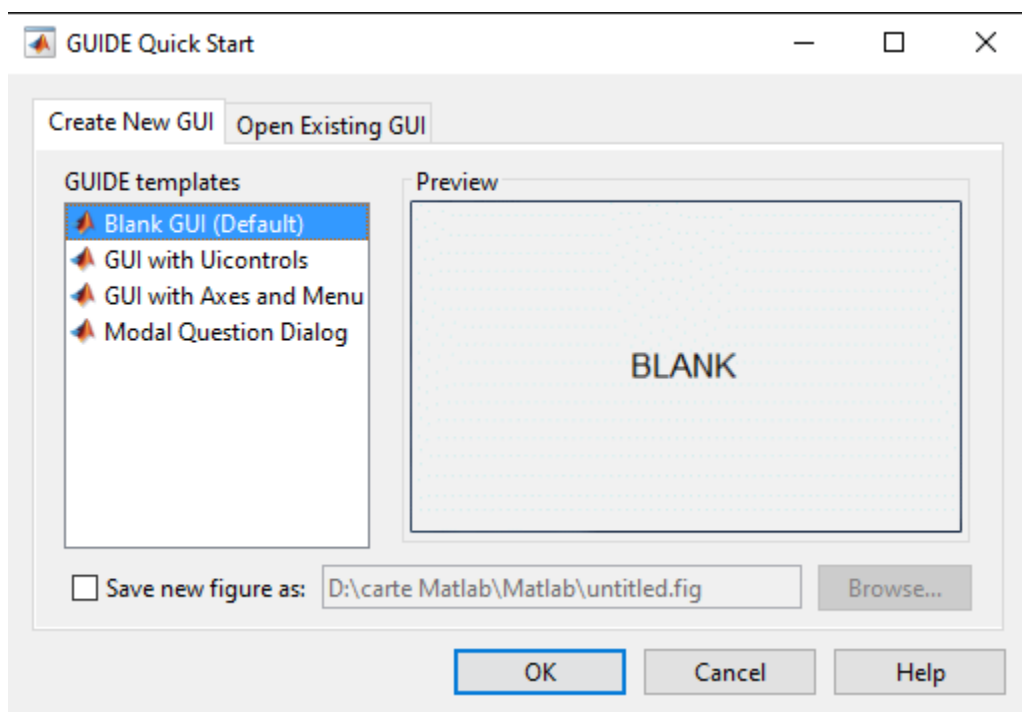 GUIDE Quick Start
Create New GUI
Open Existing GUI
GUIDE templates
Blank GUI (Default)
GUI with Uicontrols
GUI with Axes and Menu
Modal Question Dialog
Preview
BLANK
Save new figure as: D:\carte Matlab\Matlab\untitled.fig Browse...
OK Cancel Help